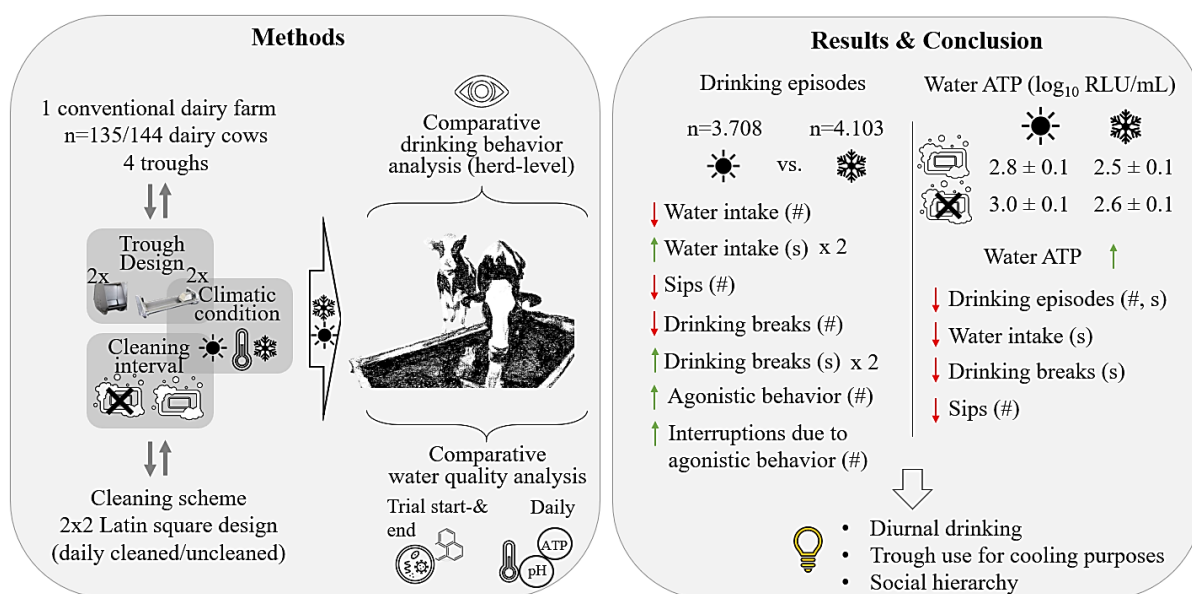 Methods
1 conventional dairy farm
n=135/144 dairy cows
4 troughs
Trough
Design
2x
2x
Climatic
condition
Cleaning
interval
Cleaning scheme
2x2 Latin square design
(daily cleaned/uncleaned)
Comparative
drinking behavior
analysis (herd-level)
Comparative
water quality analysis
Trial start-&
end
Daily
ATP
pH
Results & Conclusion
Drinking episodes
n=3.708
n=4.103
vs.
Water intake (#)
Water intake (s) x 2
Sips (#)
Drinking breaks (#)
Drinking breaks (s) x 2
Agonistic behavior (#)
Interruptions due to
agonistic behavior (#)
Water ATP (log₁₀ RLU/mL)
2.8 ± 0.1 2.5 ± 0.1
3.0 ± 0.1 2.6 ± 0.1
Water ATP
Drinking episodes (#, s)
Water intake (s)
Drinking breaks (s)
Sips (#)
• Diurnal drinking
• Trough use for cooling purposes
• Social hierarchy